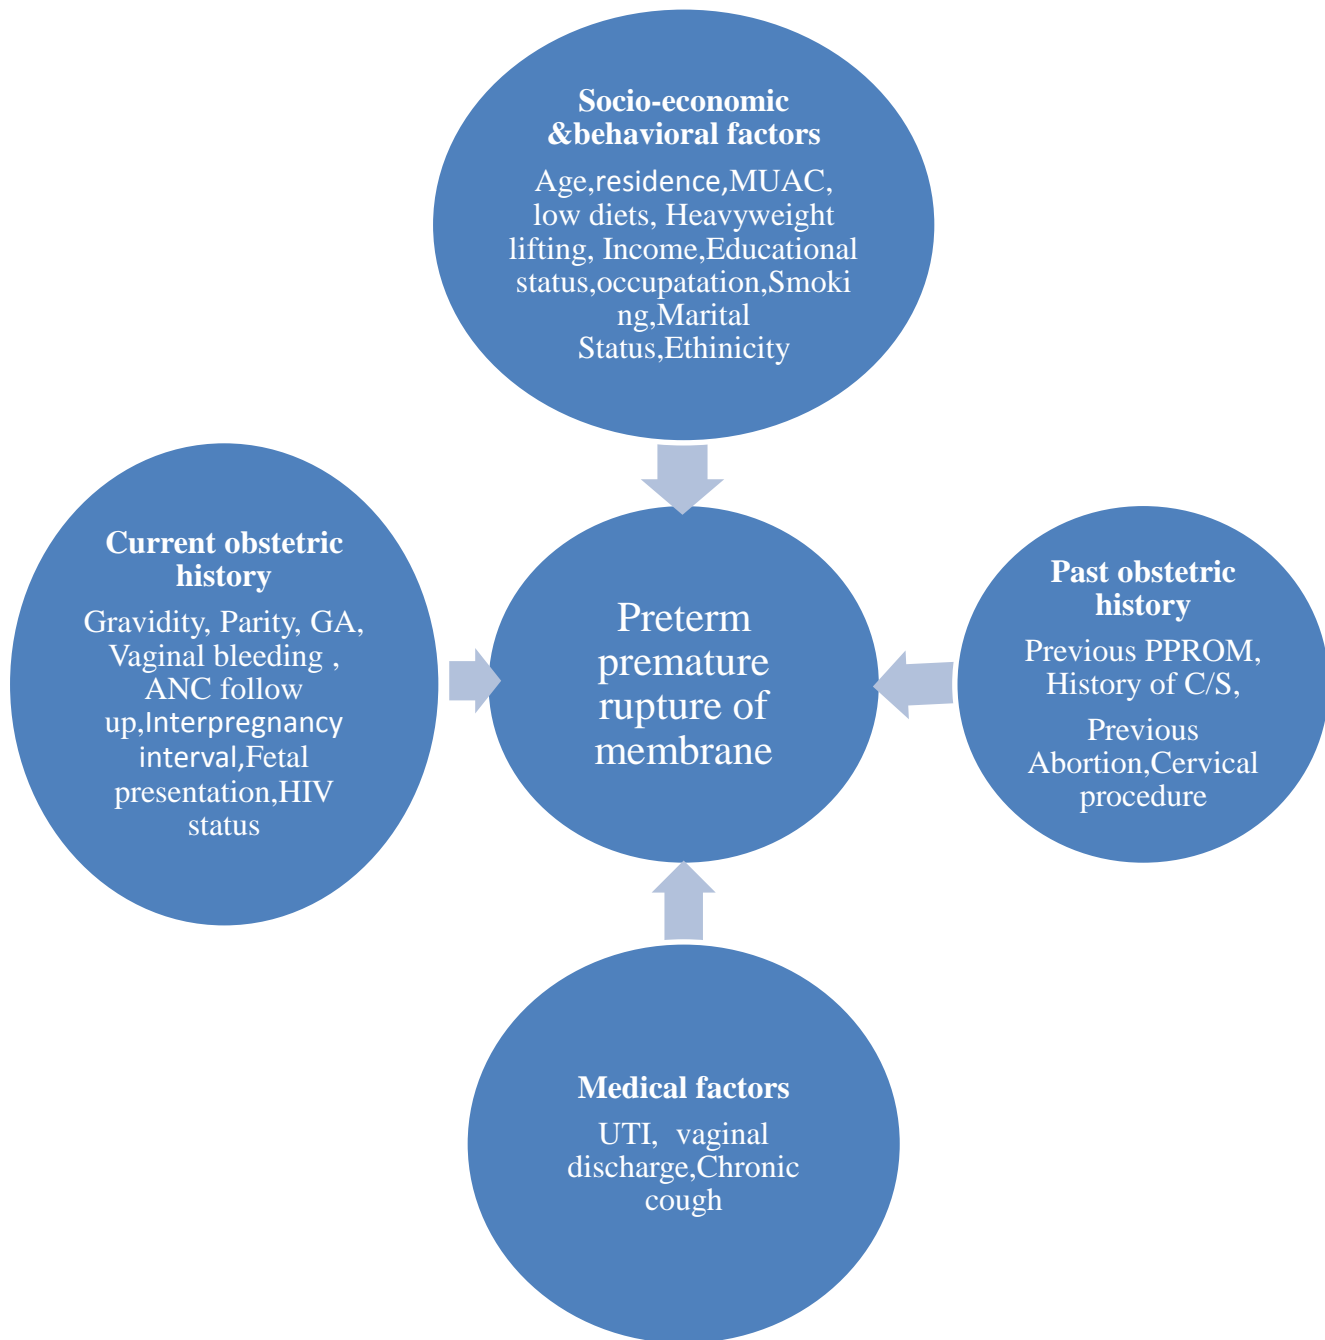 Socio-economic
&behavioral factors
Age,residence,MUAC,
low diets, Heavyweight
lifting, Income,Educational
status,occupatation,Smoki
ng,Marital
Status,Ethinicity
Current obstetric
history
Gravidity, Parity, GA,
Vaginal bleeding ,
ANC follow
up,Interpregnancy
interval,Fetal
presentation,HIV
status
Preterm
premature
rupture of
membrane
Past obstetric
history
Previous PPROM,
History of C/S,
Previous
Abortion,Cervical
procedure
Medical factors
UTI,  vaginal
discharge,Chronic
cough